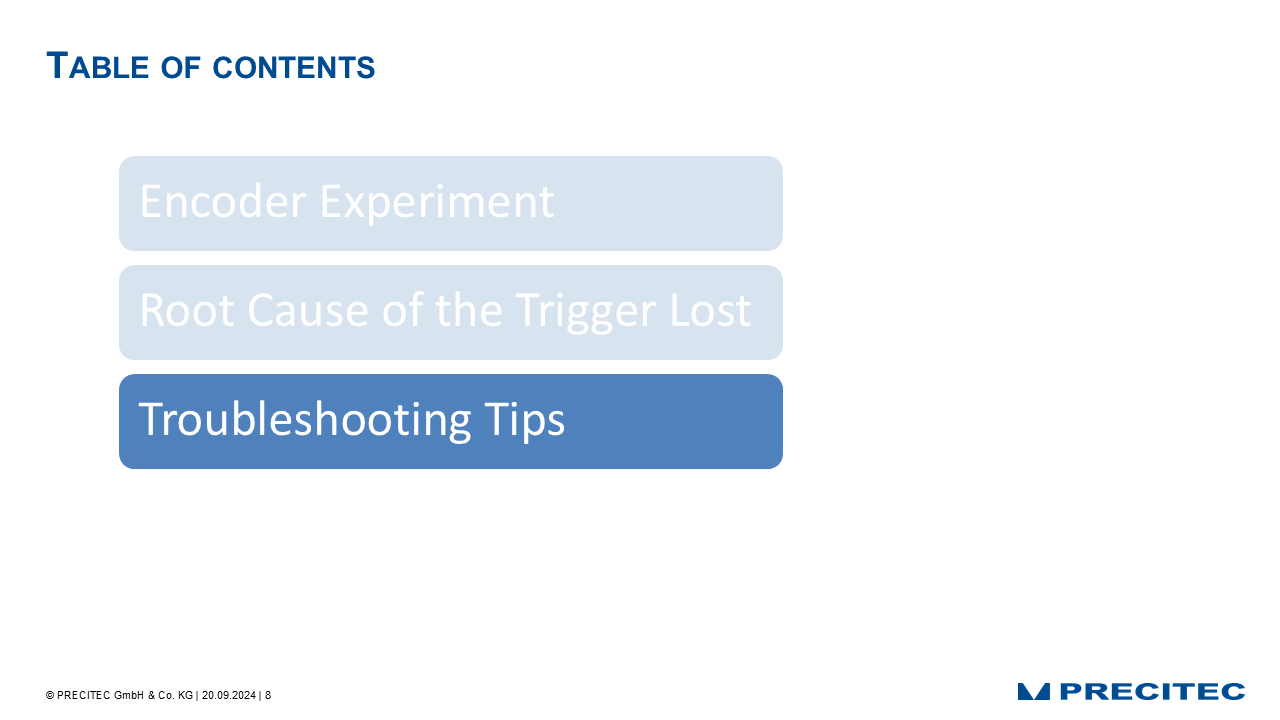 TABLE OF CONTENTS
Encoder Experiment
Root Cause of the Trigger Lost
Troubleshooting Tips
© PRECITEC GmbH & Co. KG | 20.09.2024 | 8
PRECITEC